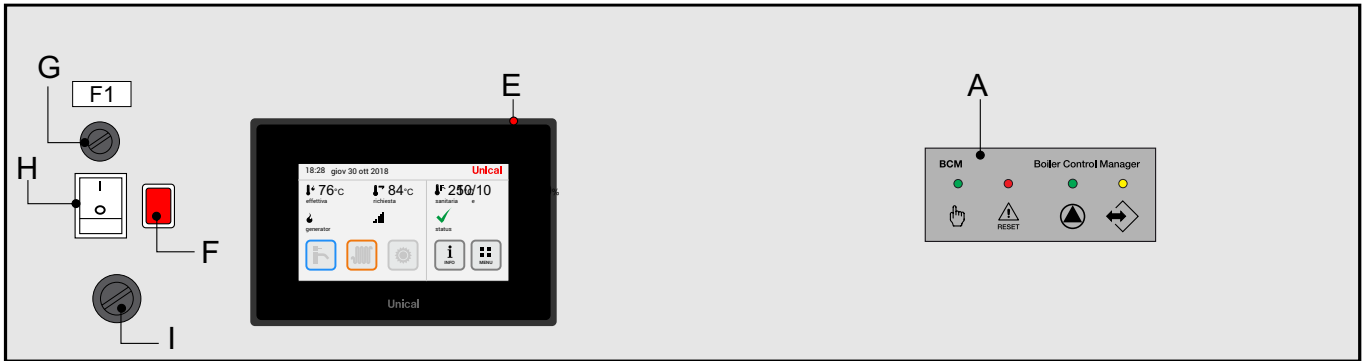 G
F1
H
I
O
F
I
E
18:28 giov 30 ott 2018 Unical
76°C
effettiva
84°C
richiesta
sanitaria e
generator
status
i
INFO
MENU
Unical
A
BCM Boiler Control Manager
RESET